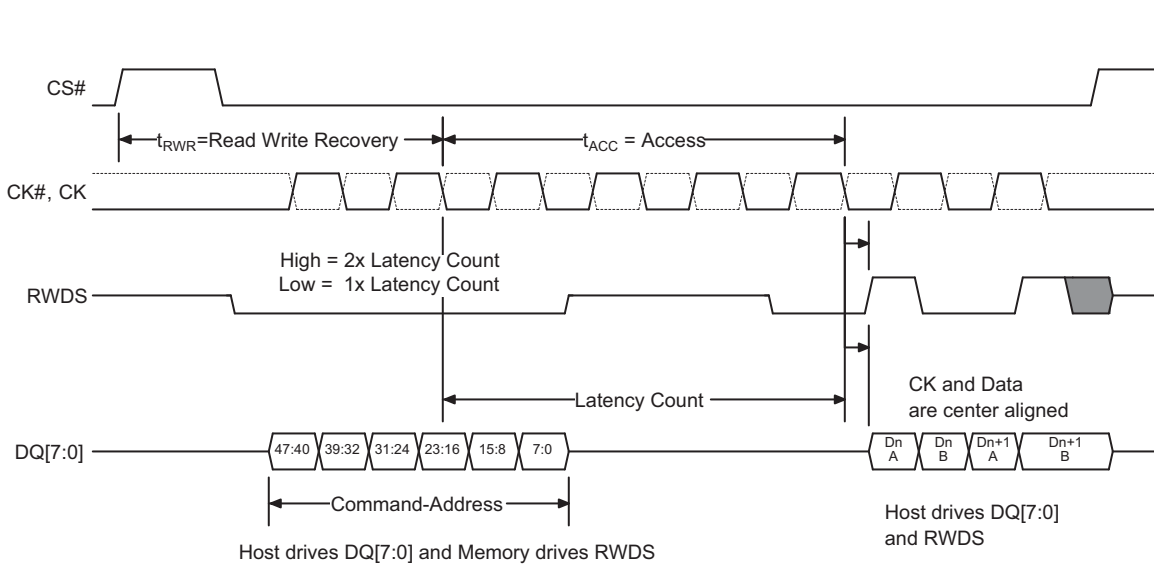 CS#
tRWR=Read Write Recovery
tACC = Access
CK#, CK
High = 2x Latency Count
Low = 1x Latency Count
RWDS
Latency Count
CK and Data
are center aligned
DQ[7:0]
47:40 39:32 31:24 23:16 15:8 7:0
Dn A Dn B Dn+1 A Dn+1 B
Command-Address
Host drives DQ[7:0]
and RWDS
Host drives DQ[7:0] and Memory drives RWDS